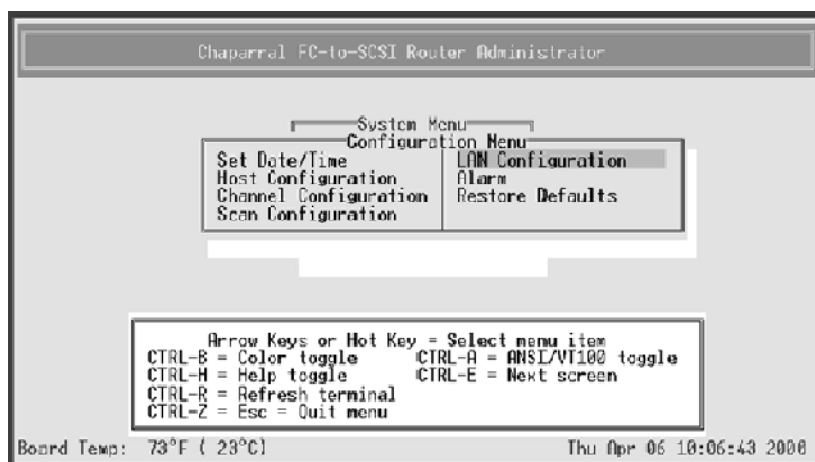 Chaparral FC-to-SCSI Router Administrator
System Menu
Configuration Menu
Set Date/Time
Host Configuration
Channel Configuration
Scan Configuration
LAN Configuration
Alarm
Restore Defaults
Arrow Keys or Hot Key = Select menu item
CTRL-B = Color toggle CTRL-A = ANSI/VT100 toggle
CTRL-H = Help toggle CTRL-E = Next screen
CTRL-R = Refresh terminal
CTRL-Z = Esc = Quit menu
Board Temp: 73°F ( 23°C) Thu Apr 06 10:06:43 2000